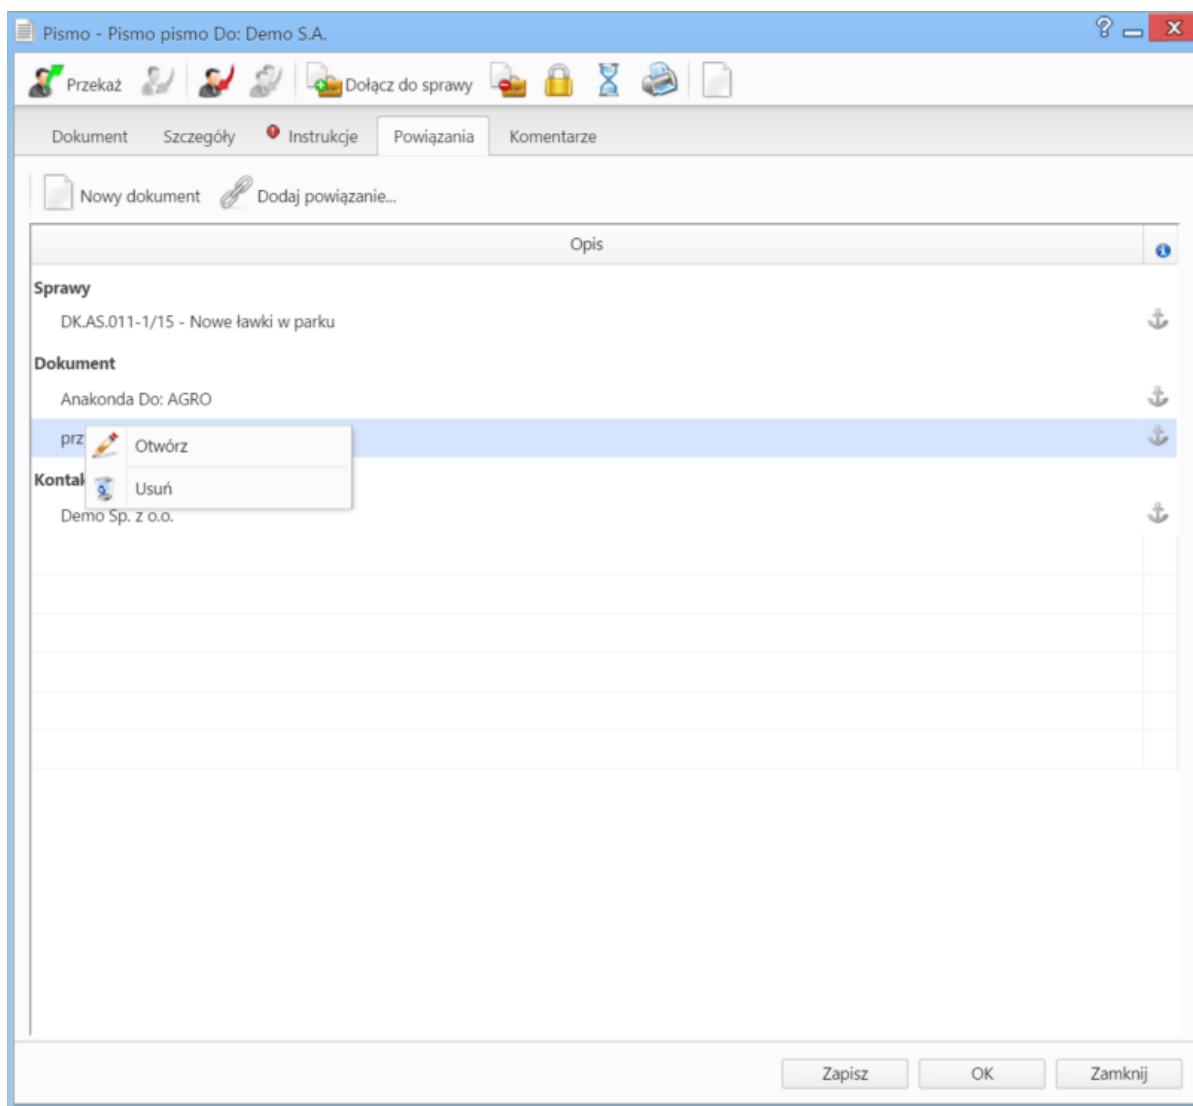 Pismo - Pismo pismo Do: Demo S.A.
Przekaż Dołącz do sprawy
Dokument Szczegóły Instrukcje Powiązania Komentarze
Nowy dokument Dodaj powiązanie...
Opis
Sprawy
DK.AS.011-1/15 - Nowe ławki w parku
Dokument
Anakonda Do: AGRO
Otwórz
Usuń
Demo Sp. z o.o.
Zapisz OK Zamknij